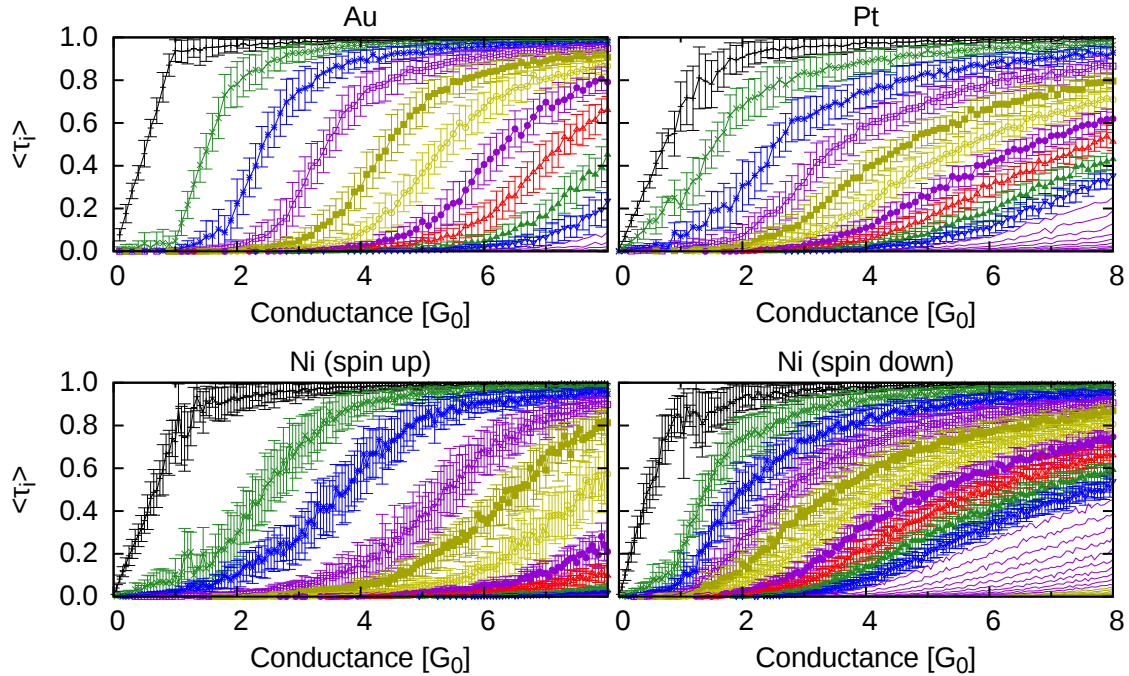 Au
Pt
1.0
0.8
0.6
0.4
0.2
0.0
<τi>
0 2 4 6
0 2 4 6 8
Conductance [G0]
Conductance [G0]
Ni (spin up)
Ni (spin down)
1.0
0.8
0.6
0.4
0.2
0.0
<τi>
0 2 4 6
0 2 4 6 8
Conductance [G0]
Conductance [G0]